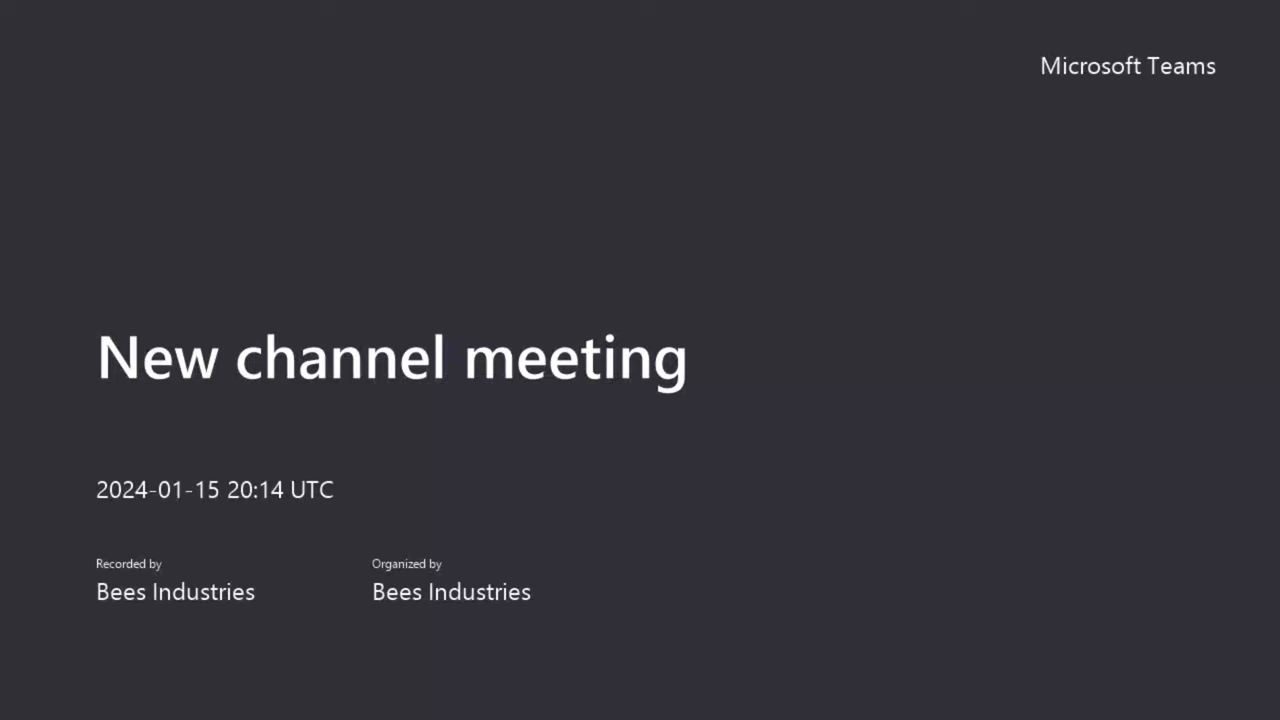 Microsoft Teams
New channel meeting
2024-01-15 20:14 UTC
Recorded by
Organized by
Bees Industries
Bees Industries